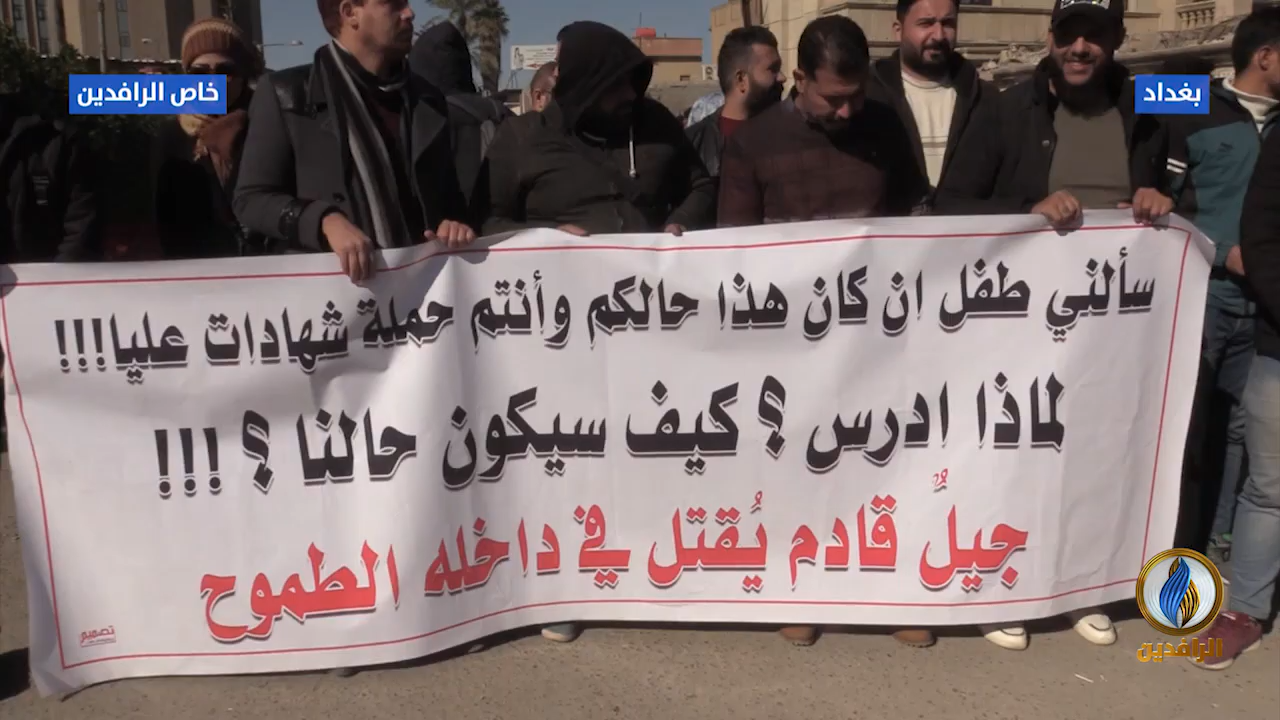 خاص الرافدين
بغداد
سألني طفل ان كان هذا حالكم وأنتم حملة شهادات عليا!!!
لماذا ادرس ؟ كيف سيكون حالنا ؟ !!!
جيلٌ قادم يُقتل في داخله الطموح
تصميم
الرافدين